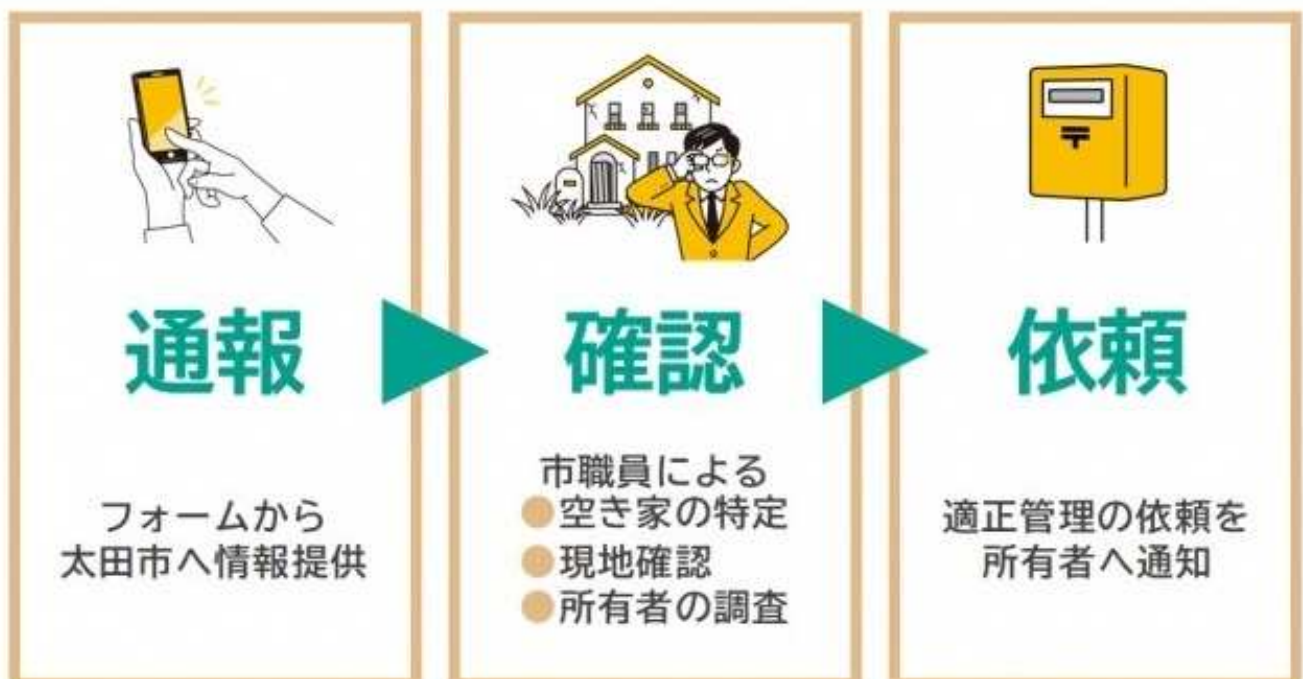 通報
フォームから
太田市へ情報提供
確認
市職員による
●空き家の特定
●現地確認
●所有者の調査
依頼
適正管理の依頼を
所有者へ通知